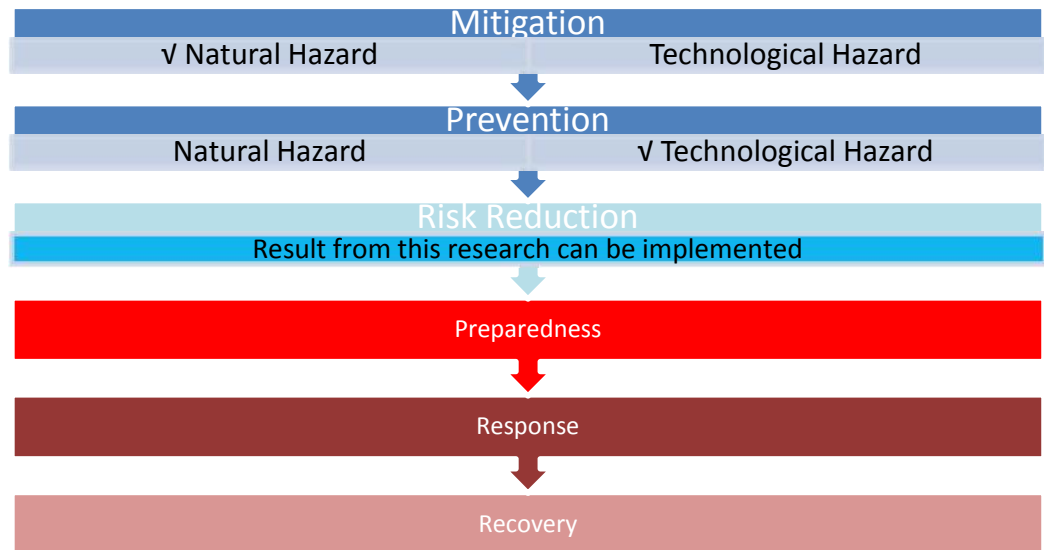 Mitigation
√ Natural Hazard Technological Hazard
Prevention
Natural Hazard √ Technological Hazard
Risk Reduction
Result from this research can be implemented
Preparedness
Response
Recovery